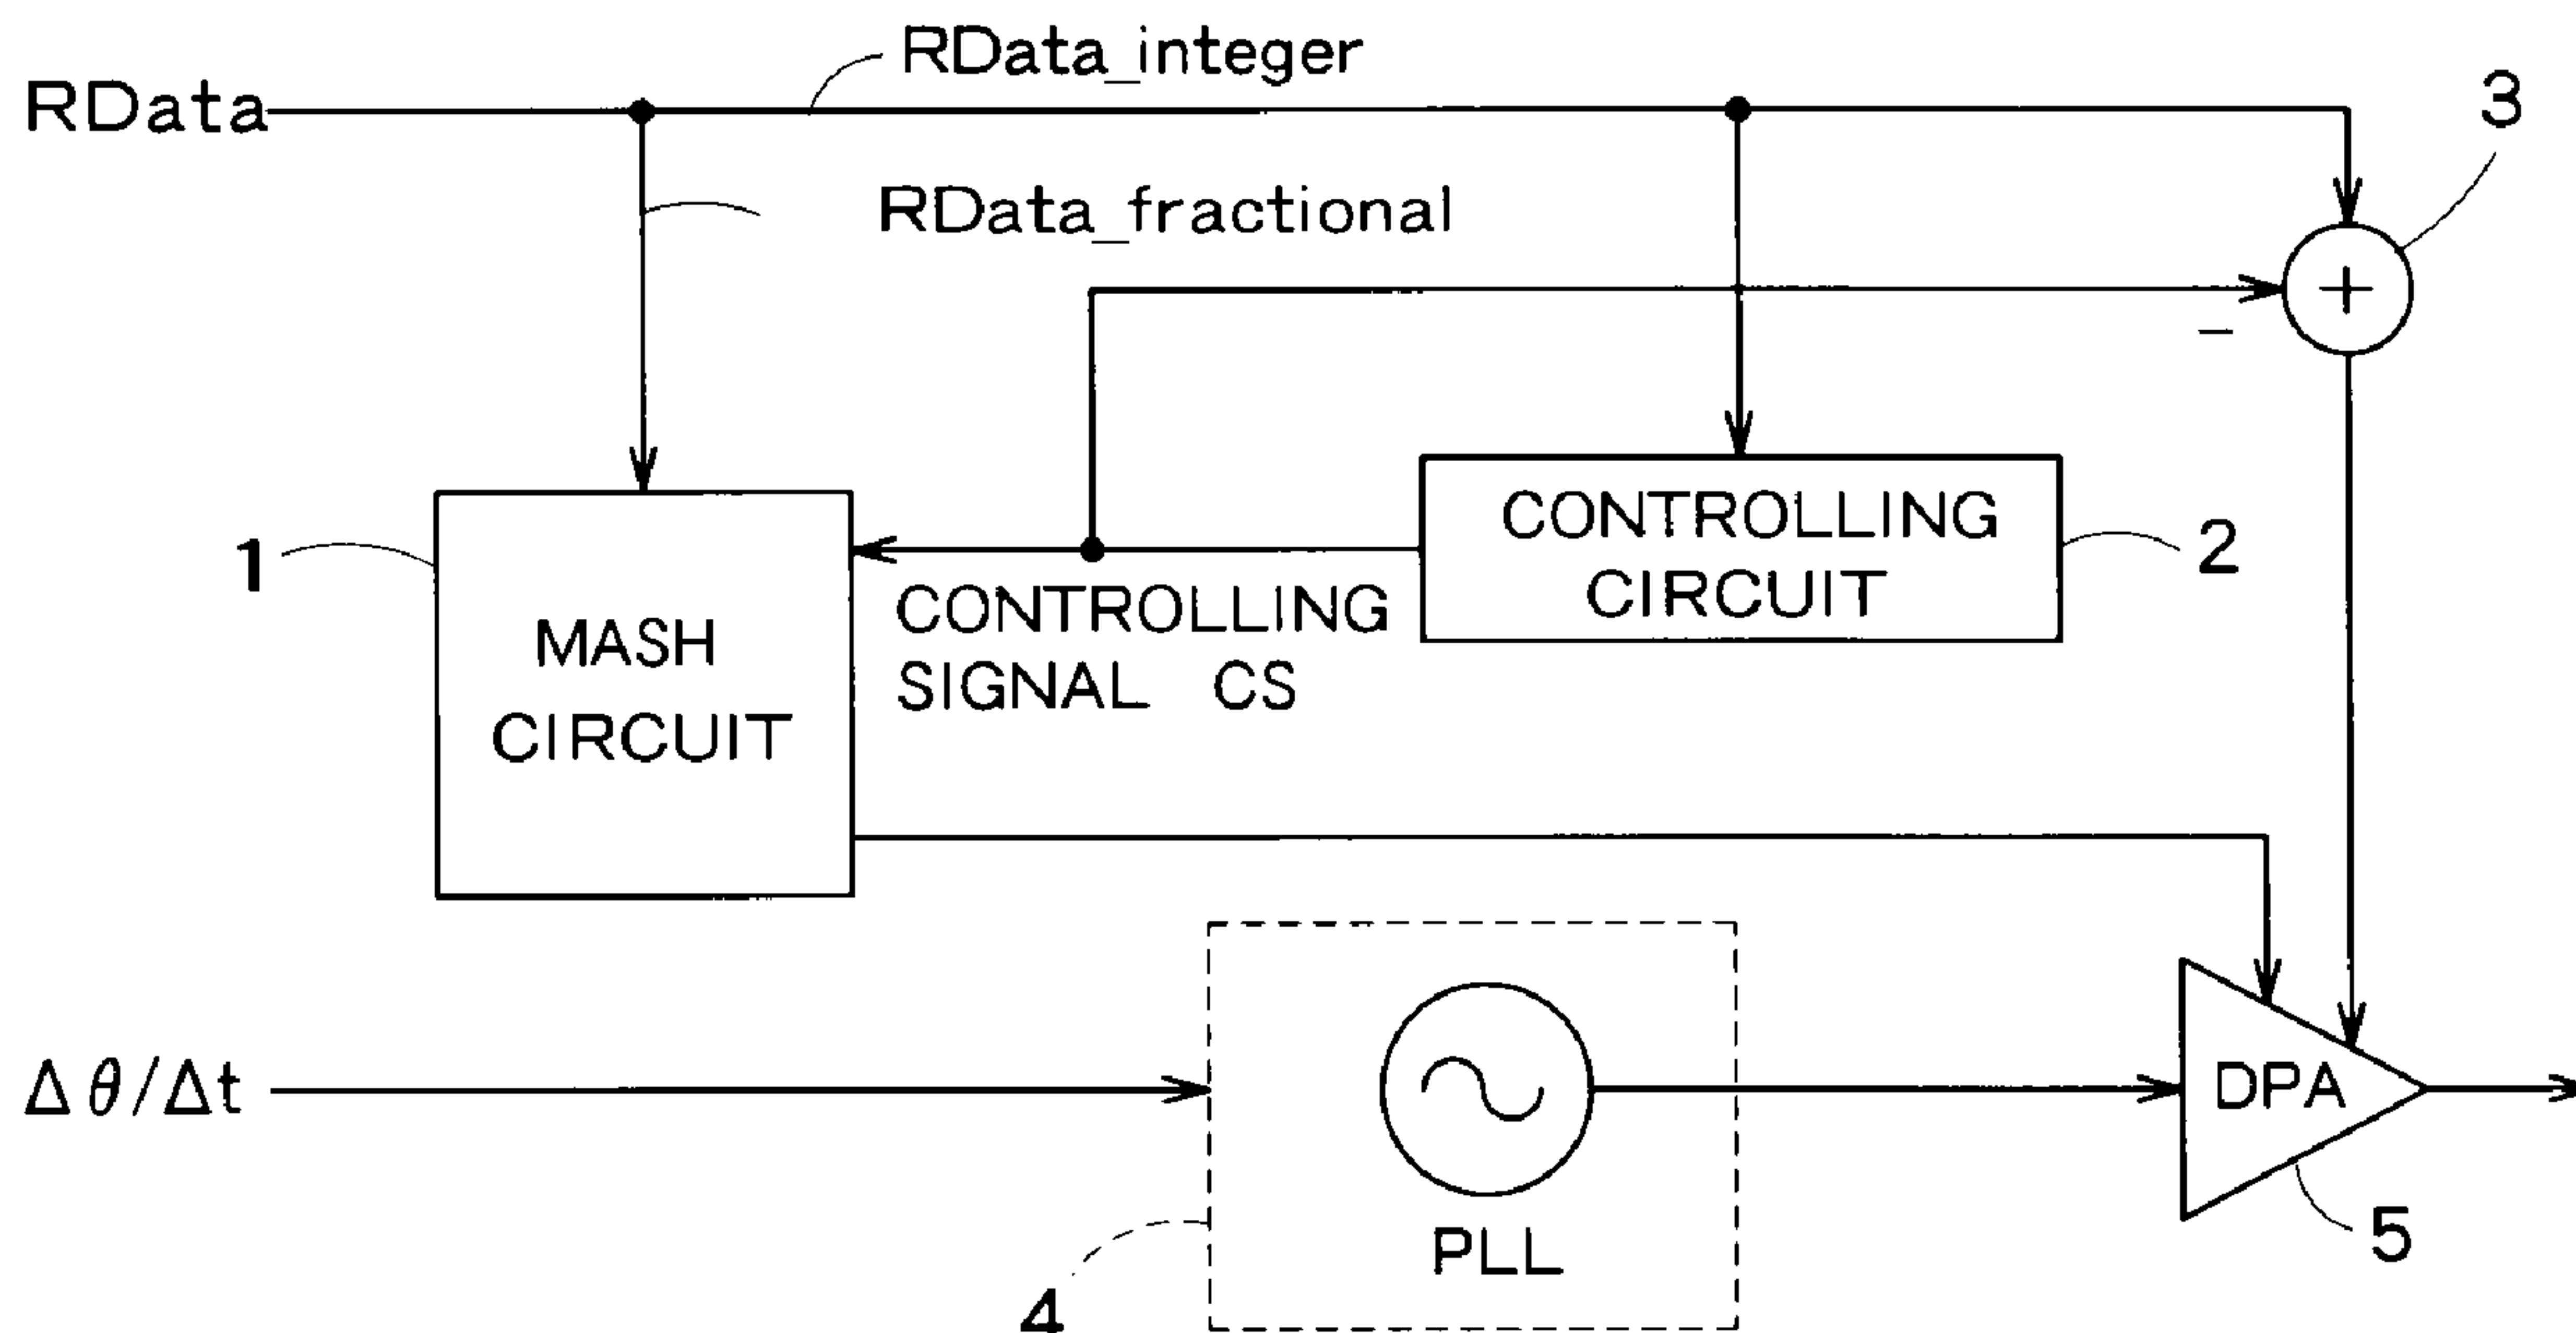 RData_integer
RData
3
RData_fractional
-
+
CONTROLLING
CIRCUIT
2
1
CONTROLLING
SIGNAL CS
MASH
CIRCUIT
Δθ/Δt
DPA
PLL
5
4